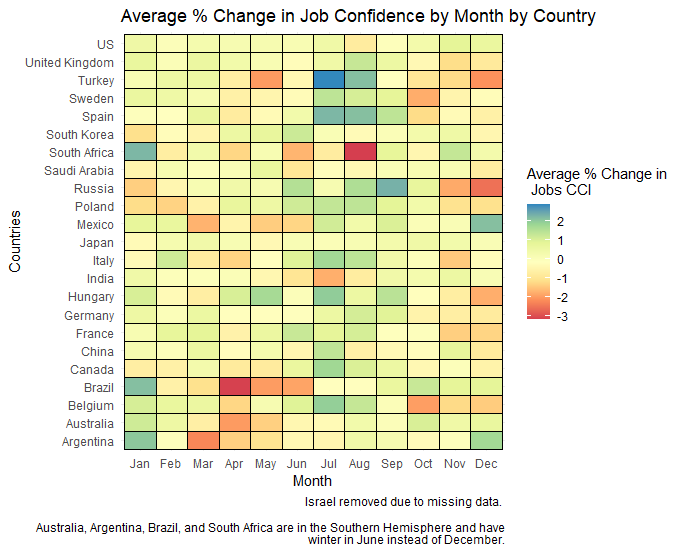 Average % Change in Job Confidence by Month by Country
Countries
US
United Kingdom
Turkey
Sweden
Spain
South Korea
South Africa
Saudi Arabia
Russia
Poland
Mexico
Japan
Italy
India
Hungary
Germany
France
China
Canada
Brazil
Belgium
Australia
Argentina
Jan Feb Mar Apr May Jun Jul Aug Sep Oct Nov Dec
Month
Average % Change in
Jobs CCI
2
1
0
-1
-2
-3
Israel removed due to missing data.
Australia, Argentina, Brazil, and South Africa are in the Southern Hemisphere and have
winter in June instead of December.